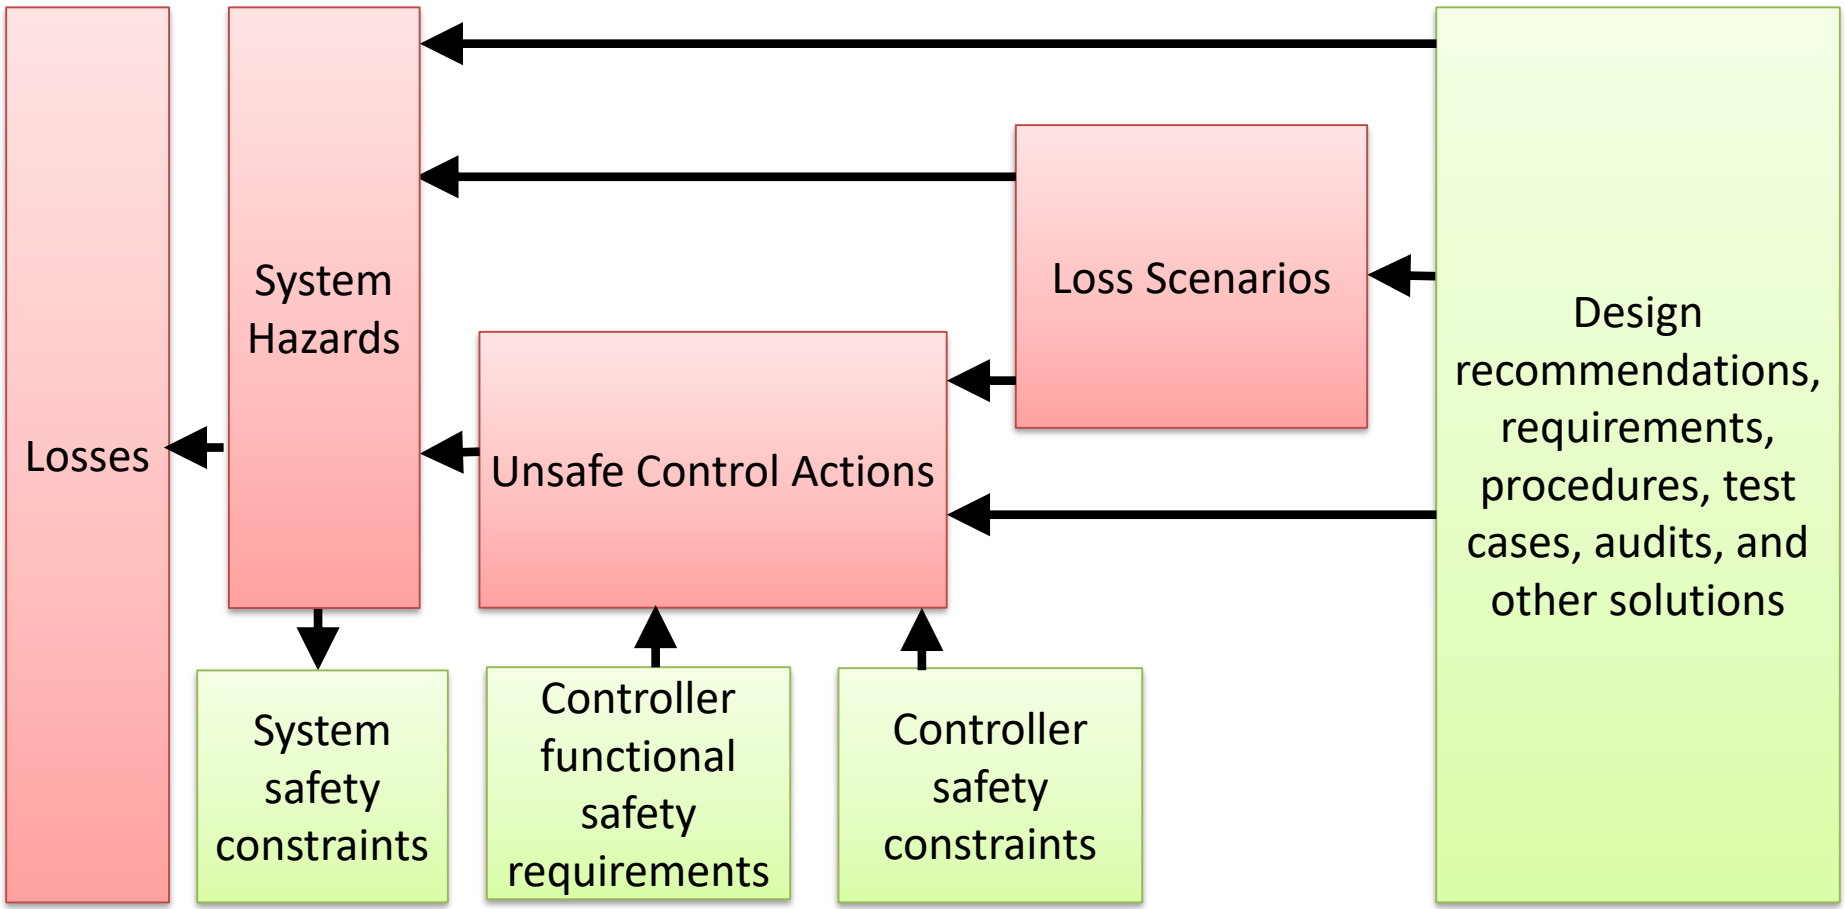 Losses
System
Hazards
Unsafe Control Actions
Loss Scenarios
Design
recommendations,
requirements,
procedures, test
cases, audits, and
other solutions
System
safety
constraints
Controller
functional
safety
requirements
Controller
safety
constraints